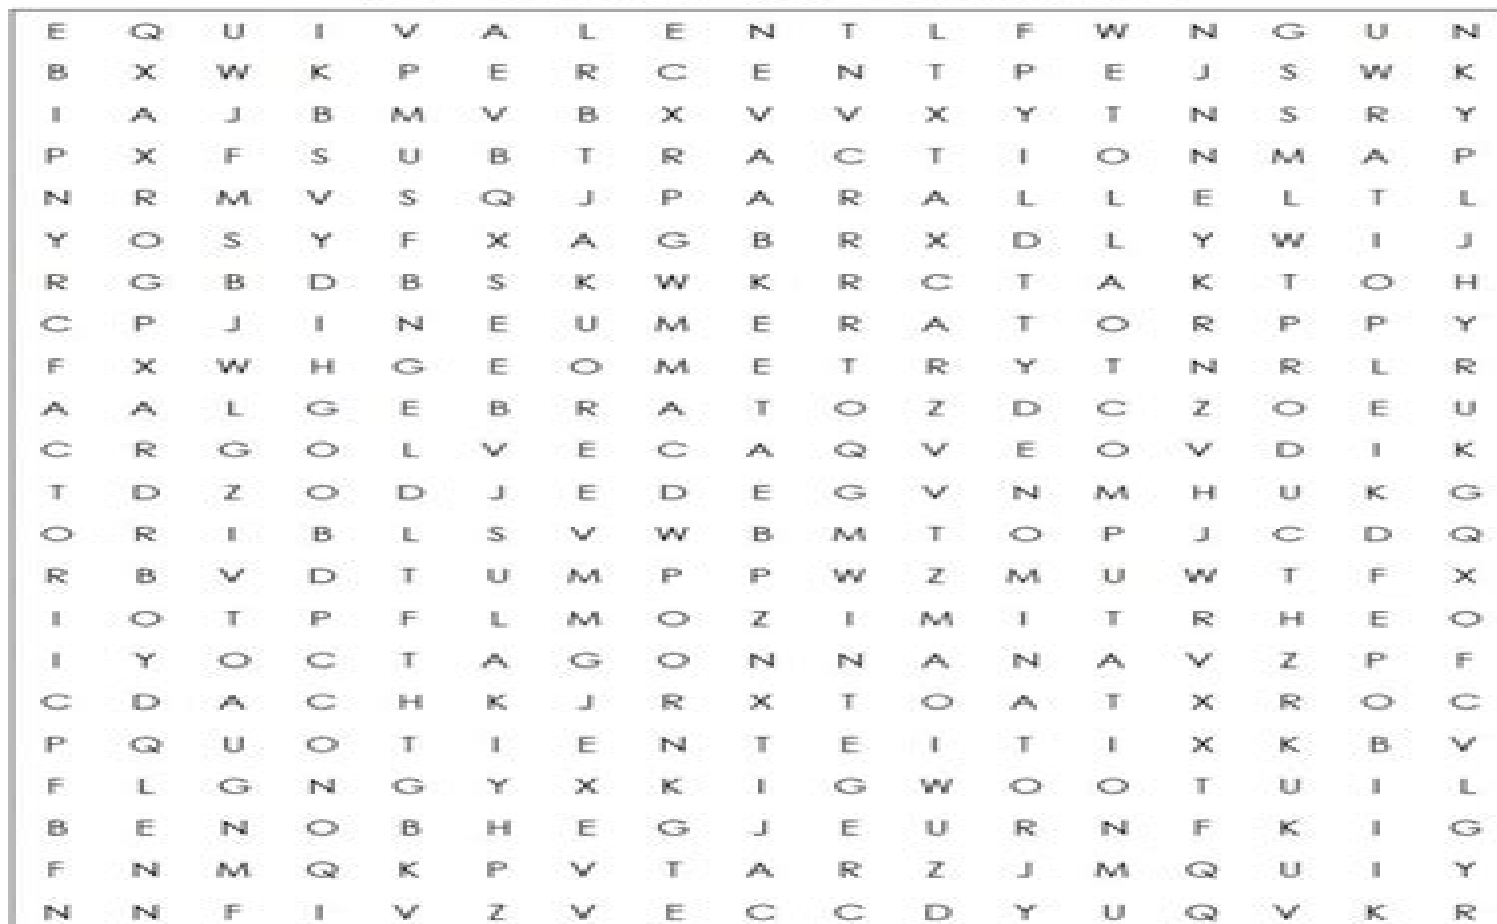 E Q U I V A L E N T L F W N G U N
B X W K P E R C E N T P E J S W K
I A J B M V B X V V X Y T N S R Y
P X F S U B T R A C T I O N M A P
N R M V S Q J P A R A L L E L T L
Y O S Y F X A G B R X D L Y W I J
R G B D B S K W K R C T A K T O H
C P J I N E U M E R A T O R P P Y
F X W H G E O M E T R Y T N R L R
A A L G E B R A T O Z D C Z O E U
C R G O L V E C A Q V E O V D I K
T D Z O D J E D E G V N M H U K G
O R I B L S V W B M T O P J C D Q
R B V D T U M P P W Z M U W T F X
I O T P F L M O Z I M I T R H E O
I Y O C T A G O N N A N A V Z P F
C D A C H K J R X T O A T X R O C
P Q U O T I E N T E I T I X K B V
F L G N G Y X K I G W O O T U I L
B E N O B H E G J E U R N F K I G
F N M Q K P V T A R Z J M Q U I Y
N N F I V Z V E C C D Y U Q V K R